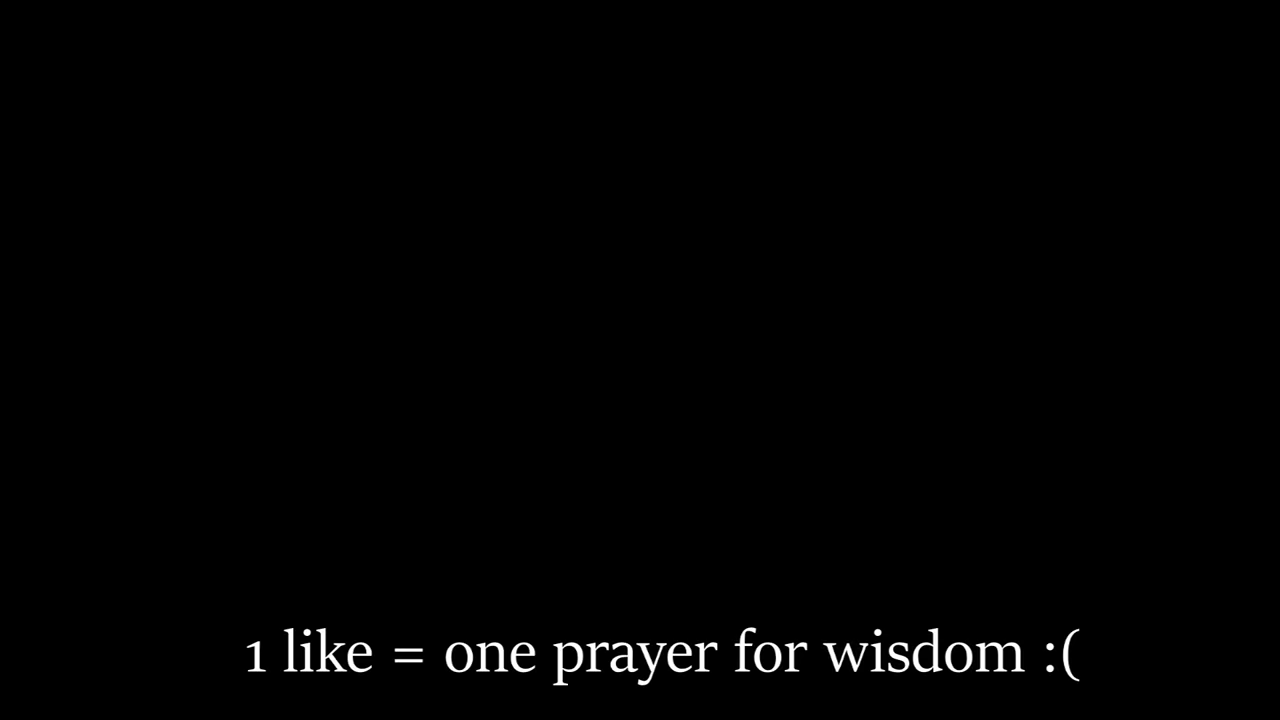 1 like = one prayer for wisdom :(